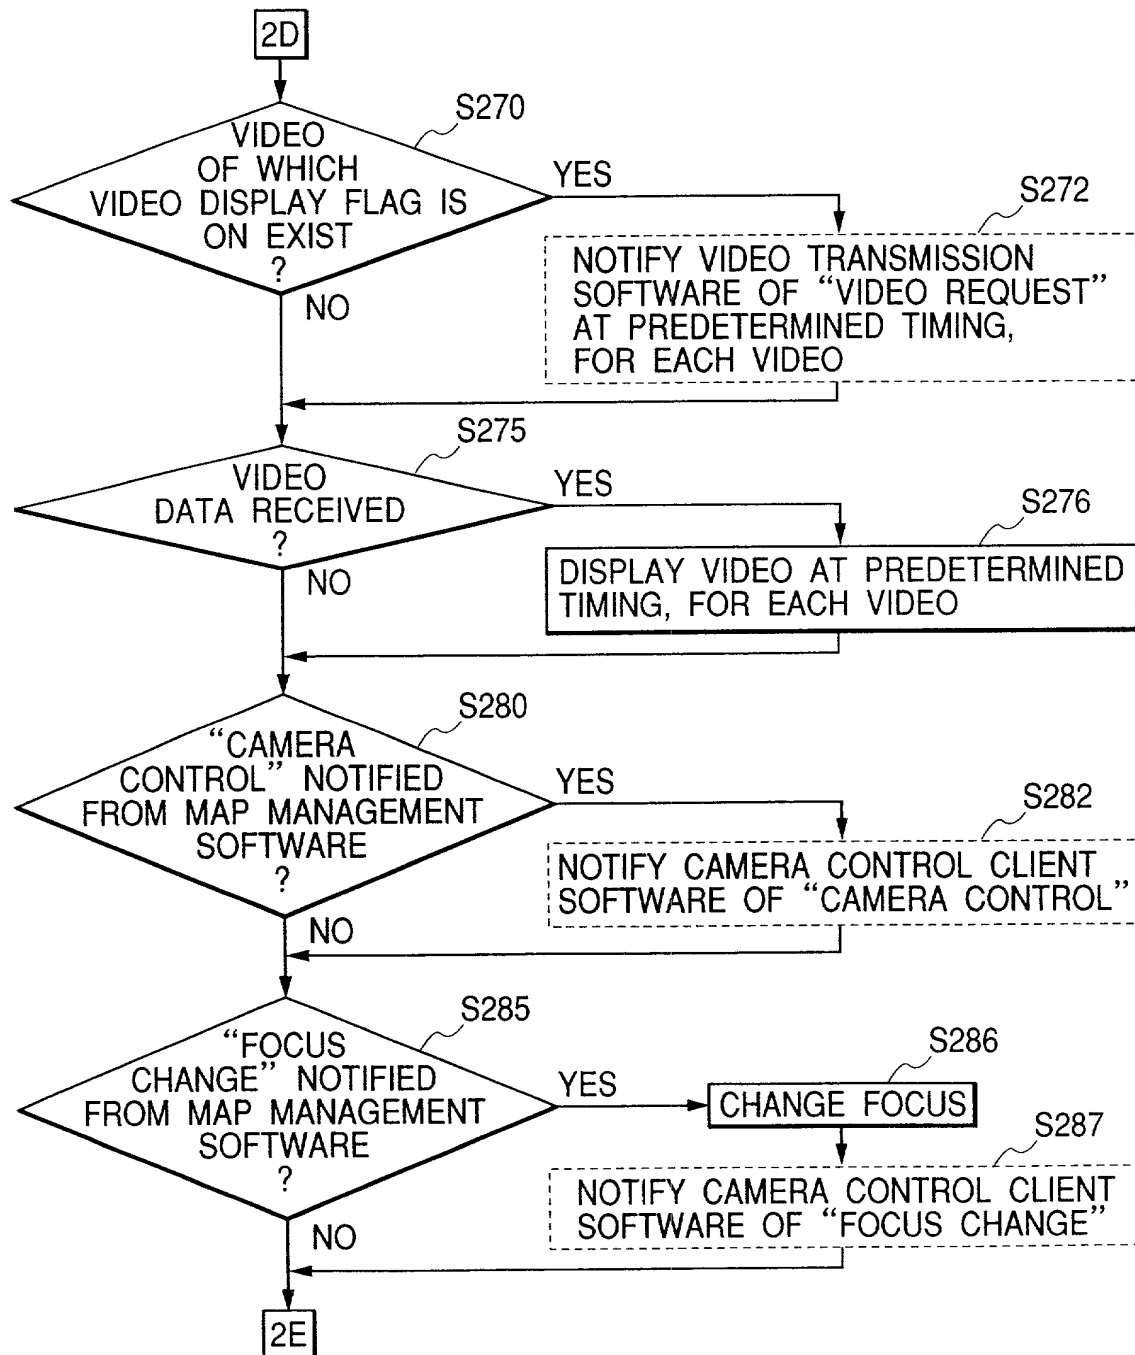 2D
S270
VIDEO
OF WHICH
VIDEO DISPLAY FLAG IS
ON EXIST
?
YES
NO
S272
NOTIFY VIDEO TRANSMISSION
SOFTWARE OF “VIDEO REQUEST”
AT PREDETERMINED TIMING,
FOR EACH VIDEO
S275
VIDEO
DATA RECEIVED
?
YES
NO
S276
DISPLAY VIDEO AT PREDETERMINED
TIMING, FOR EACH VIDEO
S280
“CAMERA
CONTROL” NOTIFIED
FROM MAP MANAGEMENT
SOFTWARE
?
YES
NO
S282
NOTIFY CAMERA CONTROL CLIENT
SOFTWARE OF “CAMERA CONTROL”
S285
“FOCUS
CHANGE” NOTIFIED
FROM MAP MANAGEMENT
SOFTWARE
?
YES
NO
S286
CHANGE FOCUS
S287
NOTIFY CAMERA CONTROL CLIENT
SOFTWARE OF “FOCUS CHANGE”
2E